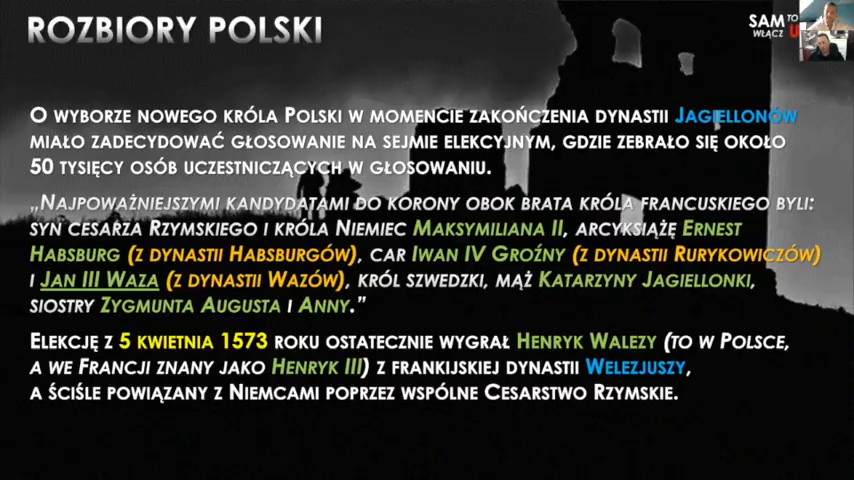 ROZBIORY POLSKI
SAM TO
WŁĄCZ U
O WYBORZE NOWEGO KRÓLA POLSKI W MOMENCIE ZAKOŃCZENIA DYNASTII JAGIELLONÓW
MIAŁO ZADECYDOWAĆ GŁOSOWANIE NA SEJMIE ELEKCYJNYM, GDZIE ZEBRAŁO SIĘ OKOŁO
50 TYSIĘCY OSÓB UCZESTNICZĄCYCH W GŁOSOWANIU.
„NAJPOWAŻNIEJSZYMI KANDYDATAMI DO KORONY OBOK BRATA KRÓLA FRANCUSKIEGO BYLI:
SYN CESARZA RZYMSKIEGO I KRÓLA NIEMIEC MAKSYMILIANA II, ARCYKSIĄŻĘ ERNEST
HABSBURG (Z DYNASTII HABSBURGÓW), CAR IWAN IV GROŹNY (Z DYNASTII RURYKOWICZÓW)
I JAN III WAZA (Z DYNASTII WAZÓW), KRÓL SZWEDZKI, MĄŻ KATARZYNY JAGIELLONKI,
SIOSTRY ZYGMUNTA AUGUSTA I ANNY.”
ELEKCJĘ Z 5 KWIETNIA 1573 ROKU OSTATECZNIE WYGRAŁ HENRYK WALEZY (TO W POLSCE,
A WE FRANCJI ZNANY JAKO HENRYK III) Z FRANKIJSKIEJ DYNASTII WELEZJUSZY,
A ŚCIŚLE POWIĄZANY Z NIEMCAMI POPRZEZ WSPÓLNE CESARSTWO RZYMSKIE.